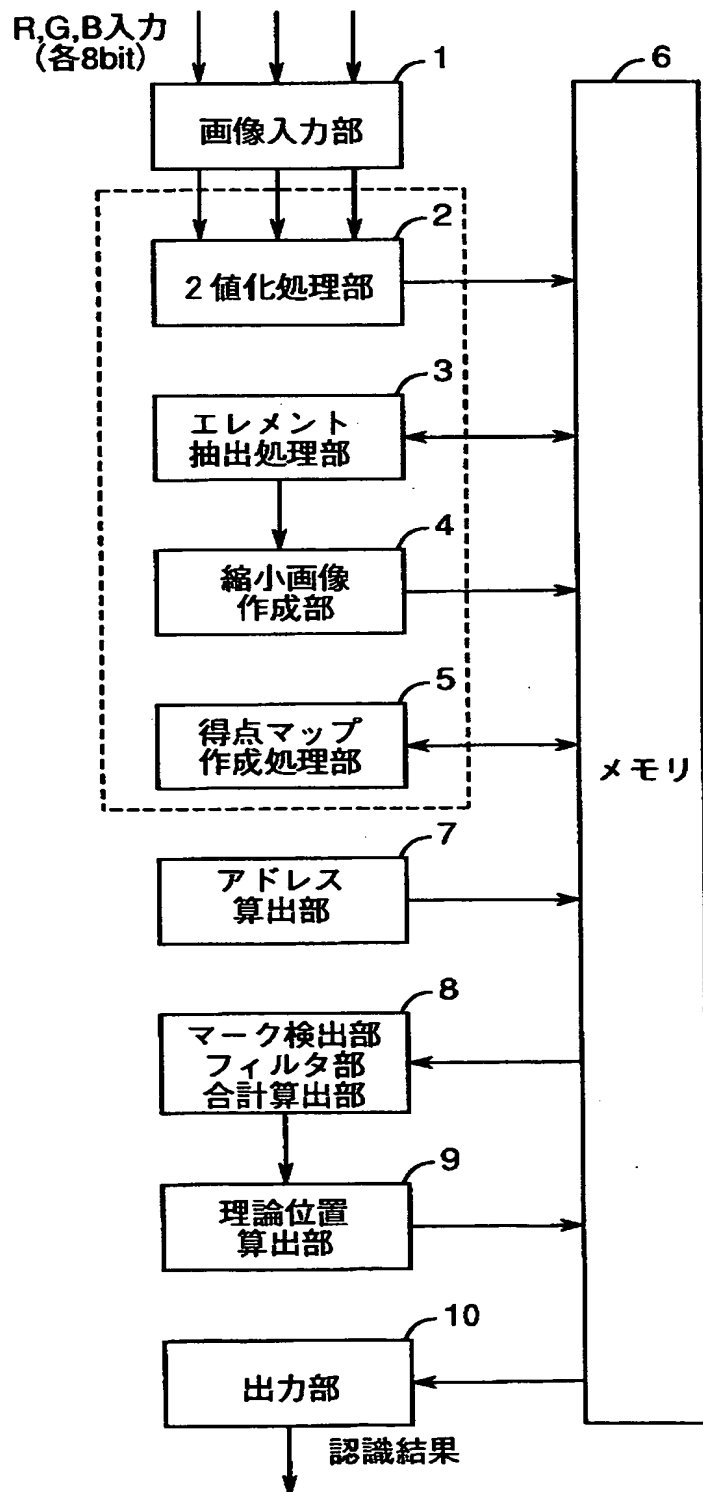 R,G,B入力
(各8bit)
1
画像入力部
2
2値化処理部
3
エレメント
抽出処理部
4
縮小画像
作成部
5
得点マップ
作成処理部
6
メモリ
7
アドレス
算出部
8
マーク検出部
フィルタ部
合計算出部
9
理論位置
算出部
10
出力部
認識結果